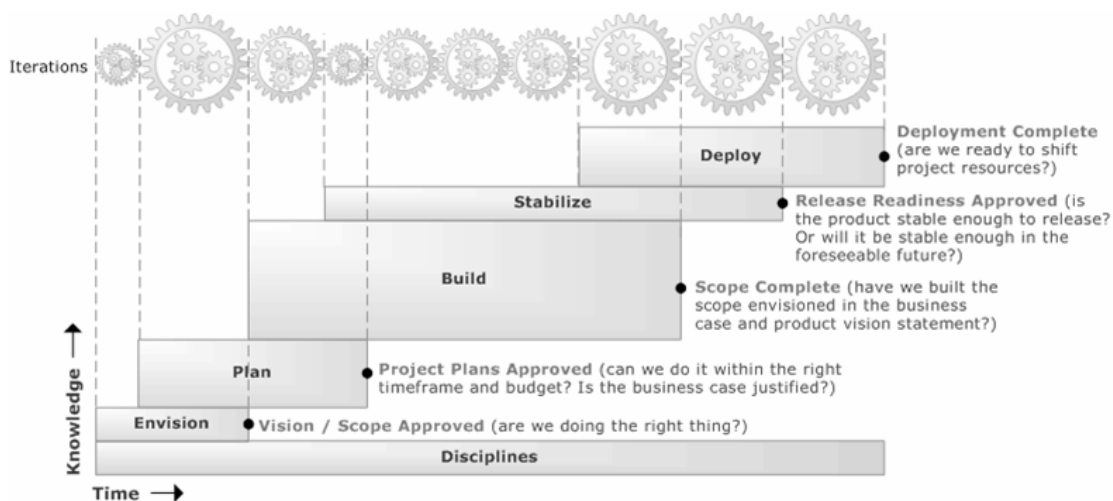 Iterations
Deployment Complete
(are we ready to shift
project resources?)
Deploy
Stabilize
Release Readiness Approved (is
the product stable enough to release?
Or will it be stable enough in the
foreseeable future?)
Build
Scope Complete (have we built the
scope envisioned in the business
case and product vision statement?)
Plan
Project Plans Approved (can we do it within the right
timeframe and budget? Is the business case justified?)
Envision
Vision / Scope Approved (are we doing the right thing?)
Disciplines
Knowledge
Time